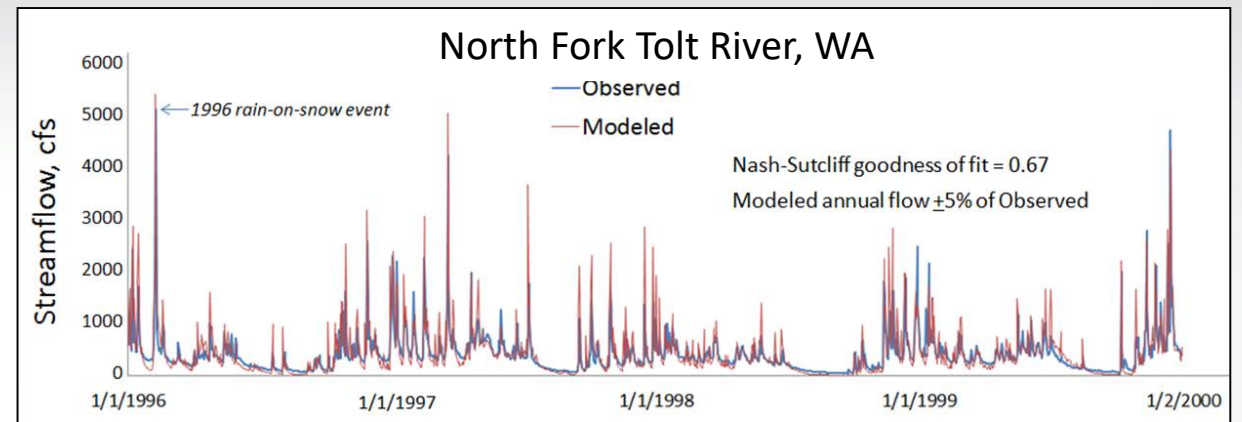 North Fork Tolt River, WA
Observed
Modeled
1996 rain-on-snow event
Nash-Sutcliff goodness of fit = 0.67
Modeled annual flow ±5% of Observed
Streamflow, cfs
6000
5000
4000
3000
2000
1000
0
1/1/1996
1/1/1997
1/1/1998
1/1/1999
1/2/2000